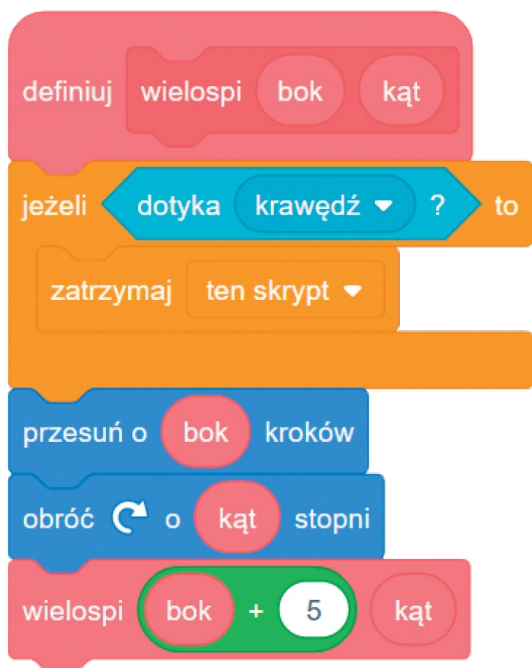 definiuj wielospi bok kąt
jeżeli dotyka krawędź ? to
zatrzymaj ten skrypt
przesuń o bok kroków
obróć o kąt stopni
wielospi bok + 5 kąt